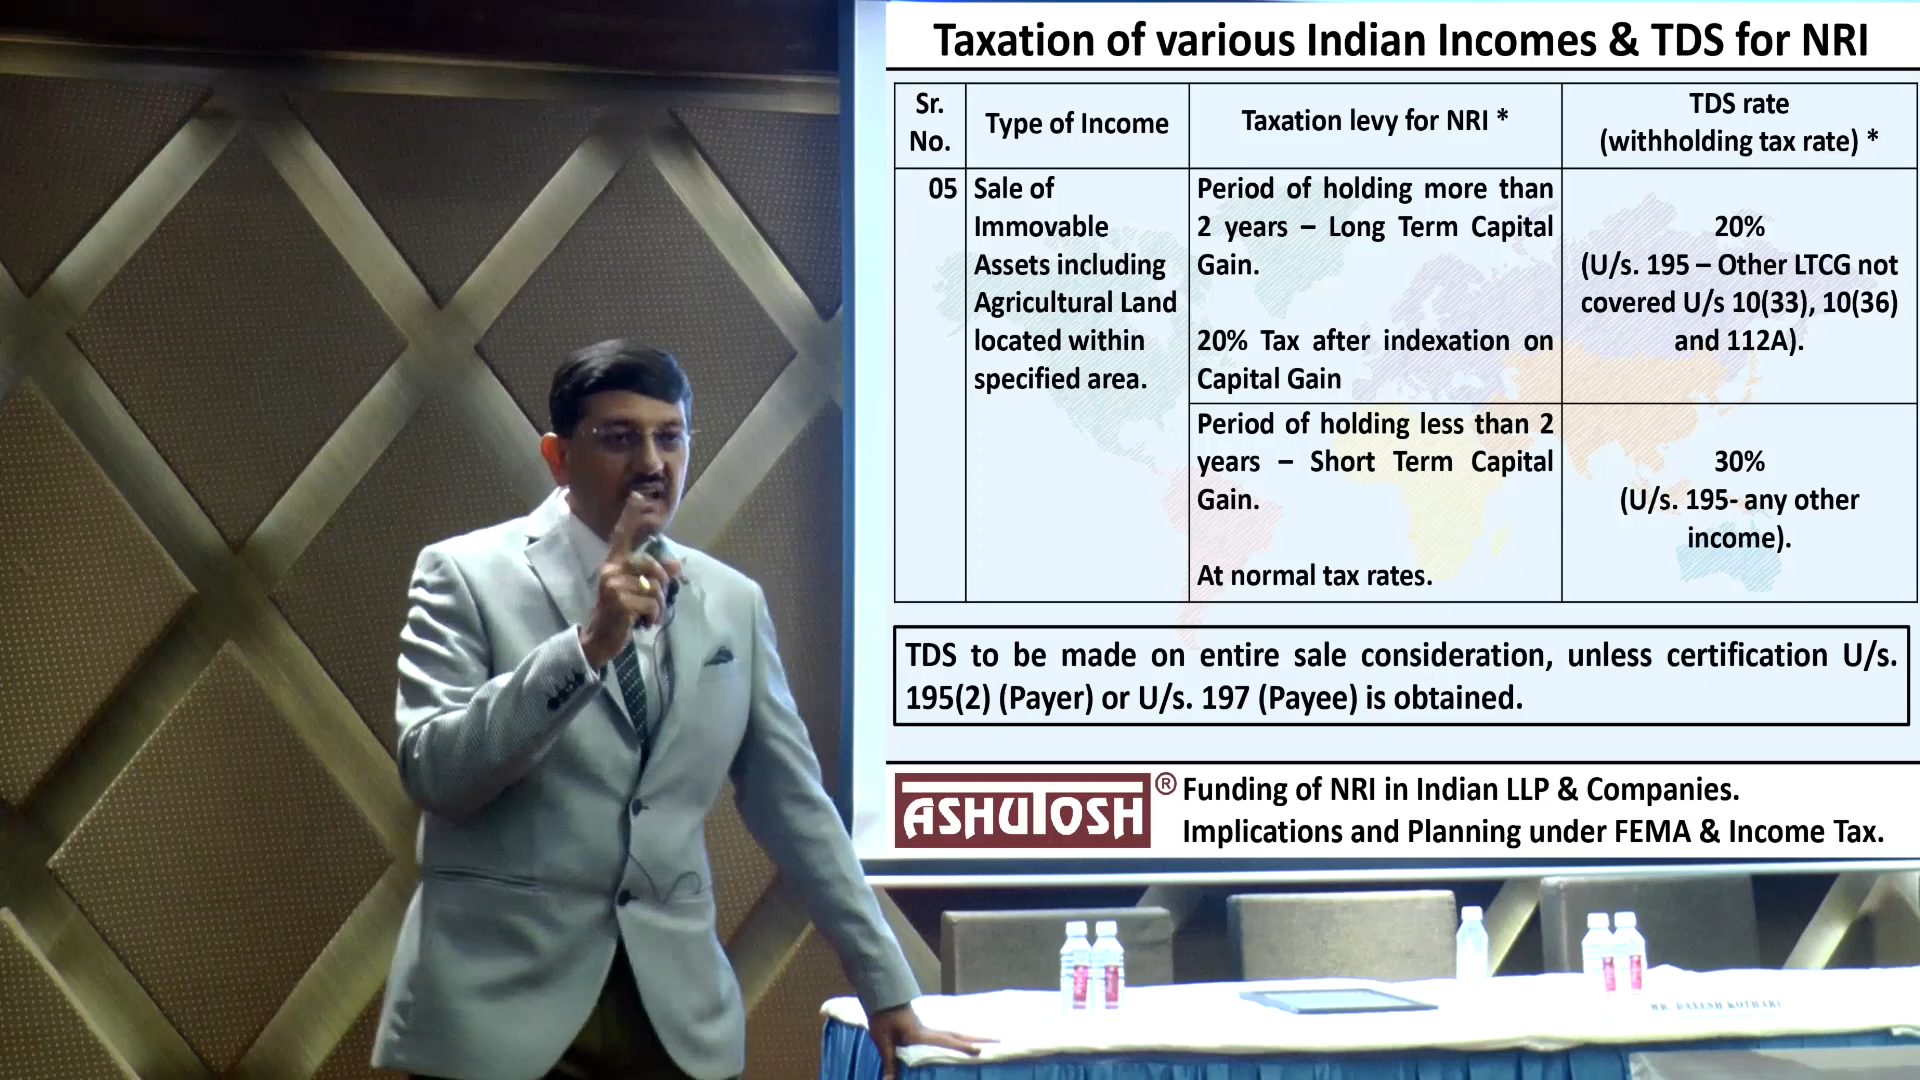 Taxation of various Indian Incomes & TDS for NRI
Sr. No.
Type of Income
Taxation levy for NRI *
TDS rate
(withholding tax rate) *
05
Sale of
Immovable
Assets including
Agricultural Land
located within
specified area.
Period of holding more than
2 years – Long Term Capital
Gain.
20% Tax after indexation on
Capital Gain
20%
(U/s. 195 – Other LTCG not
covered U/s 10(33), 10(36)
and 112A).
Period of holding less than 2
years – Short Term Capital
Gain.
At normal tax rates.
30%
(U/s. 195- any other
income).
TDS to be made on entire sale consideration, unless certification U/s.
195(2) (Payer) or U/s. 197 (Payee) is obtained.
ASHUTOSH ®
Funding of NRI in Indian LLP & Companies.
Implications and Planning under FEMA & Income Tax.
MR. DAXESH KOTHARI